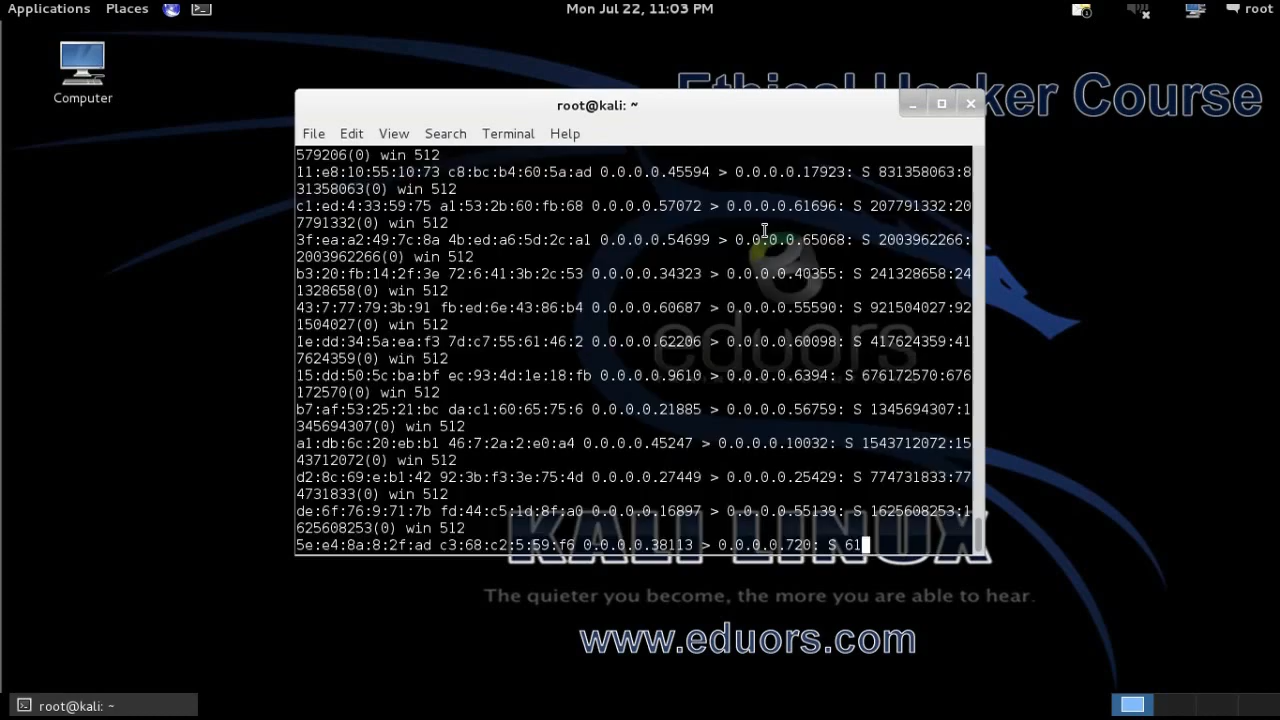 Applications Places Mon Jul 22, 11:03 PM root
Computer
Ethical Hacker Course
root@kali: ~
File Edit View Search Terminal Help
579206(0) win 512
11:e8:10:55:10:73 c8:bc:b4:60:5a:ad 0.0.0.0.45594 > 0.0.0.0.17923: S 831358063:8
31358063(0) win 512
c1:ed:4:33:59:75 a1:53:2b:60:fb:68 0.0.0.0.57072 > 0.0.0.0.61696: S 207791332:20
7791332(0) win 512
3f:ea:a2:49:7c:8a 4b:ed:a6:5d:2c:a1 0.0.0.0.54699 > 0.0.0.0.65068: S 2003962266:
2003962266(0) win 512
b3:20:fb:14:2f:3e 72:6:41:3b:2c:53 0.0.0.0.34323 > 0.0.0.0.40355: S 241328658:24
1328658(0) win 512
43:7:77:79:3b:91 fb:ed:6e:43:86:b4 0.0.0.0.60687 > 0.0.0.0.55590: S 921504027:92
1504027(0) win 512
1e:dd:34:5a:ea:f3 7d:c7:55:61:46:2 0.0.0.0.62206 > 0.0.0.0.60098: S 417624359:41
7624359(0) win 512
15:dd:50:5c:ba:bf ec:93:4d:1e:18:fb 0.0.0.0.9610 > 0.0.0.0.6394: S 676172570:676
172570(0) win 512
b7:af:53:25:21:bc da:c1:60:65:75:6 0.0.0.0.21885 > 0.0.0.0.56759: S 1345694307:1
345694307(0) win 512
a1:db:6c:20:eb:b1 46:7:2a:2:e0:a4 0.0.0.0.45247 > 0.0.0.0.10032: S 1543712072:15
43712072(0) win 512
d2:8c:69:e:b1:42 92:3b:f3:3e:75:4d 0.0.0.0.27449 > 0.0.0.0.25429: S 774731833:77
4731833(0) win 512
de:6f:76:9:71:7b fd:44:c5:1d:8f:a0 0.0.0.0.16897 > 0.0.0.0.55139: S 1625608253:1
625608253(0) win 512
5e:e4:8a:8:2f:ad c3:68:c2:5:59:f6 0.0.0.0.38113 > 0.0.0.0.720: S 61
eduors
KALI LINUX
The quieter you become, the more you are able to hear.
www.eduors.com
root@kali: ~